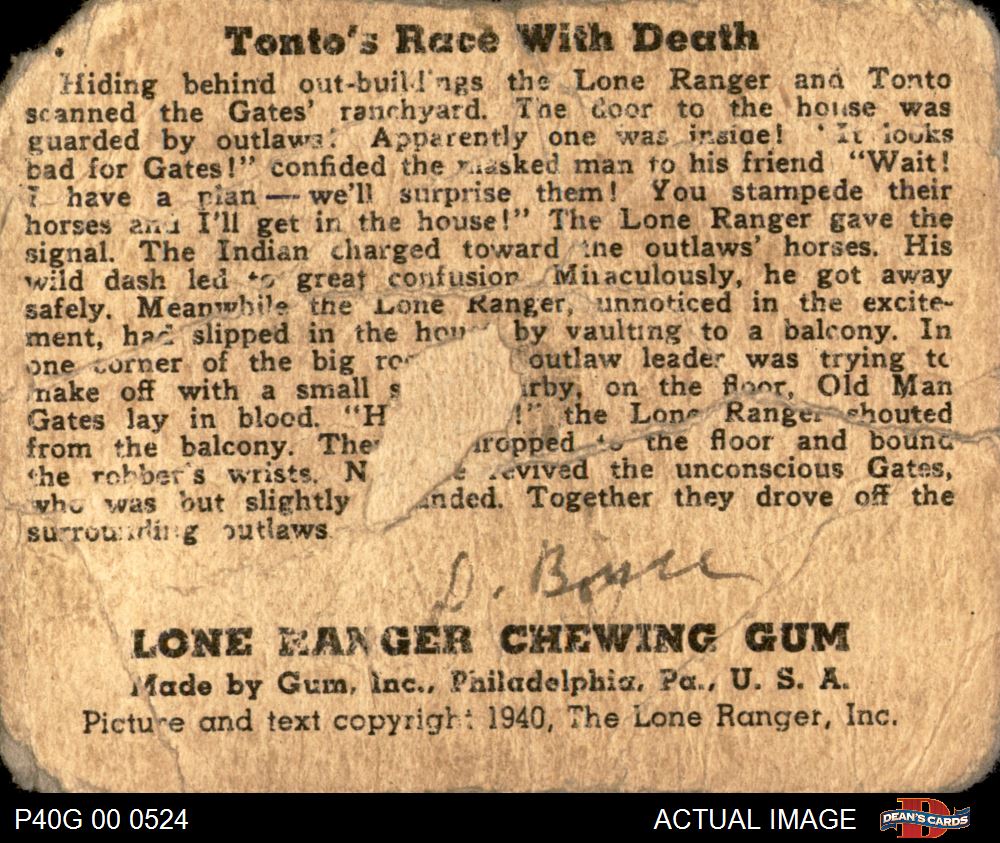 Tonto's Race With Death
Hiding behind out-buildings the Lone Ranger and Tonto
scanned the Gates' ranchyard. The door to the house was
guarded by outlaws! Apparently one was inside! "It looks
bad for Gates!" confided the masked man to his friend "Wait!
I have a plan — we'll surprise them! You stampede their
horses and I'll get in the house!" The Lone Ranger gave the
signal. The Indian charged toward the outlaws' horses. His
wild dash led to great confusion Miraculously, he got away
safely. Meanwhile the Lone Ranger, unnoticed in the excite-
ment, had slipped in the hou by vaulting to a balcony. In
one corner of the big ro outlaw leader was trying to
make off with a small s rby, on the floor, Old Man
Gates lay in blood. "H !" the Lone Ranger shouted
from the balcony. The ropped to the floor and bound
the robber's wrists. N e revived the unconscious Gates,
who was but slightly unded. Together they drove off the
surrounding outlaws.
D.
LONE RANGER CHEWING GUM
Made by Gum, Inc., Philadelphia, Pa., U. S. A.
Picture and text copyright 1940, The Lone Ranger, Inc.
P40G 00 0524 ACTUAL IMAGE DEAN'S CARDS